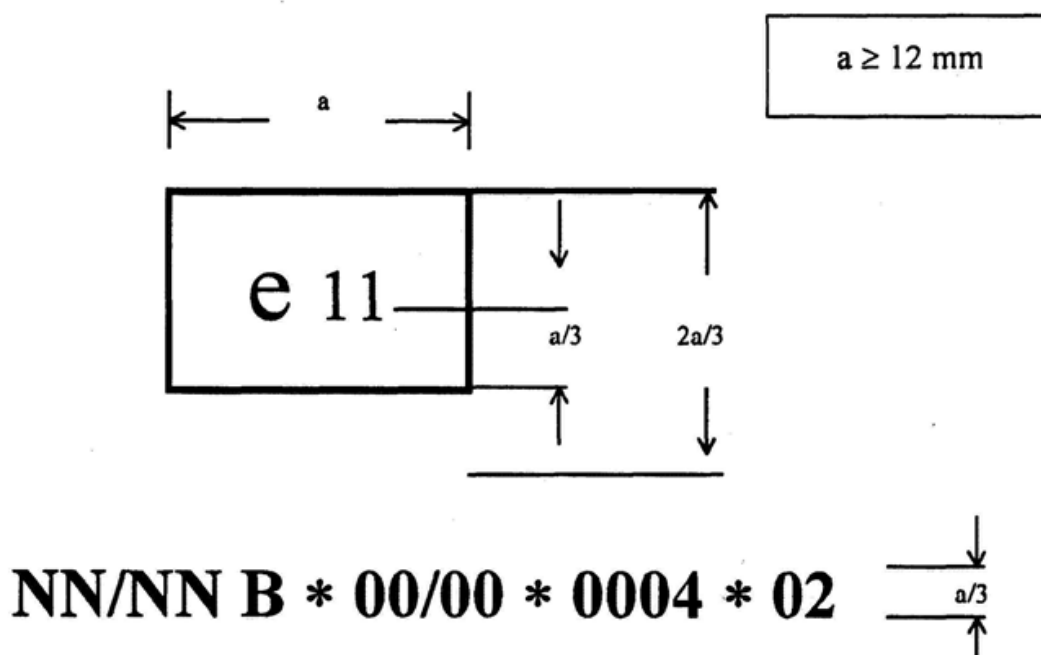 a ≥ 12 mm
a
e 11
a/3
2a/3
NN/NN B * 00/00 * 0004 * 02
a/3